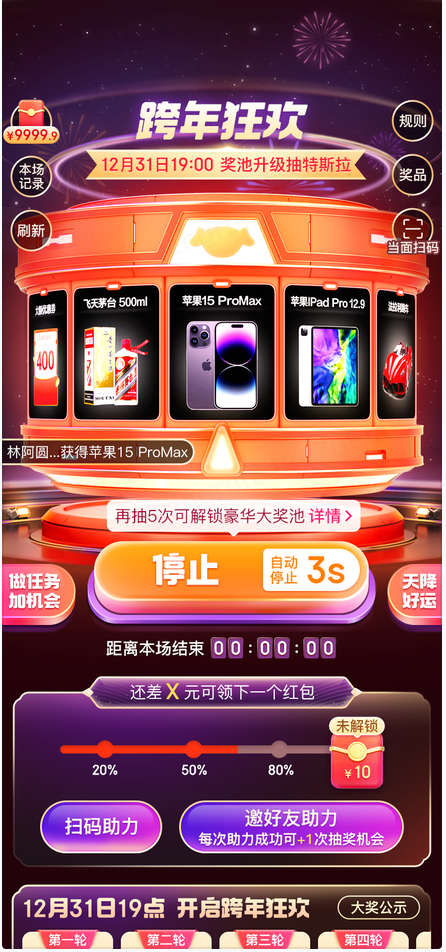 跨年狂欢
12月31日19:00 奖池升级抽特斯拉
¥9999.9
本场
记录
刷新
规则
奖品
当面扫码
400
飞天茅台 500ml
苹果15 ProMax
苹果IPad Pro 12.9
林阿圆...获得苹果15 ProMax
再抽5次可解锁豪华大奖池 详情 >
做任务
加机会
停止
自动
停止
3s
天降
好运
距离本场结束 00:00:00
还差 X 元可领下一个红包
未解锁
20%
50%
80%
¥10
扫码助力
邀好友助力
每次助力成功可+1次抽奖机会
12月31日19点 开启跨年狂欢
大奖公示
第一轮
第二轮
第三轮
第四轮